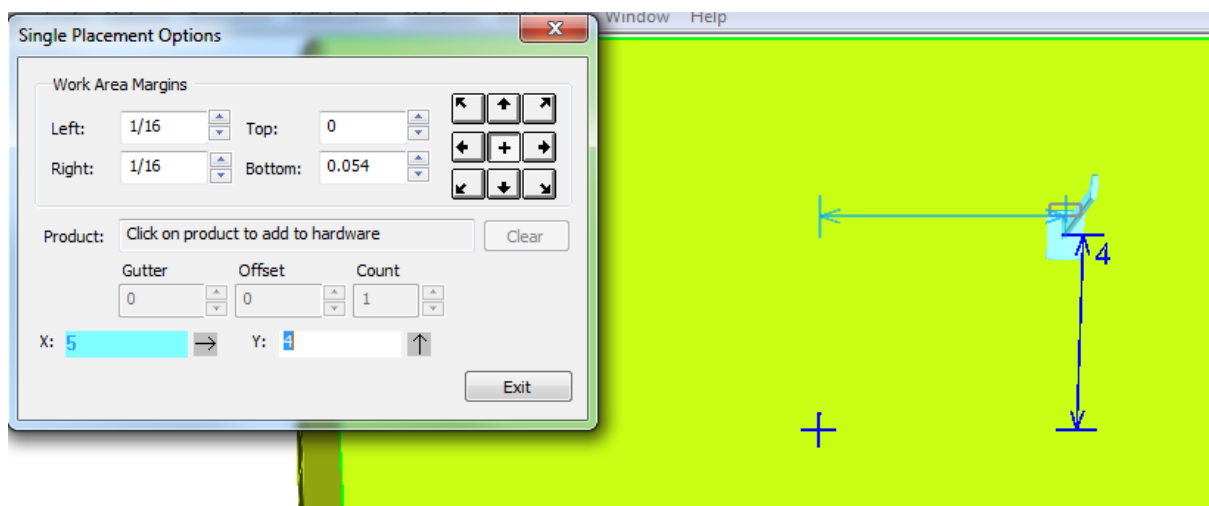 Window Help
Single Placement Options
Work Area Margins
Left: 1/16 Top: 0
Right: 1/16 Bottom: 0.054
Product: Click on product to add to hardware Clear
Gutter Offset Count
0 0 1
X: 5 Y: 4
Exit
4